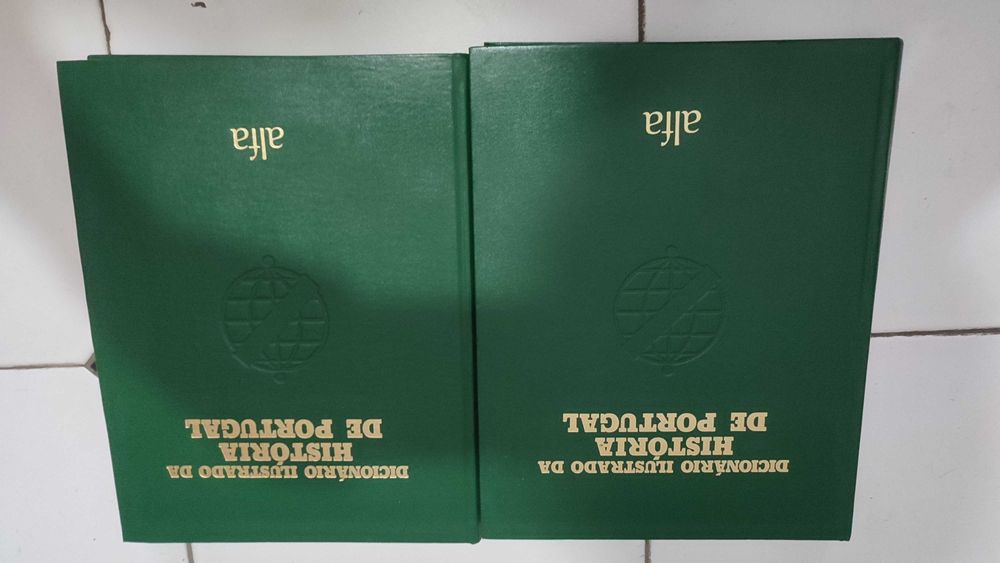 DICIONÁRIO ILUSTRADO DA
HISTÓRIA
DE PORTUGAL
alfa
DICIONÁRIO ILUSTRADO DA
HISTÓRIA
DE PORTUGAL
alfa